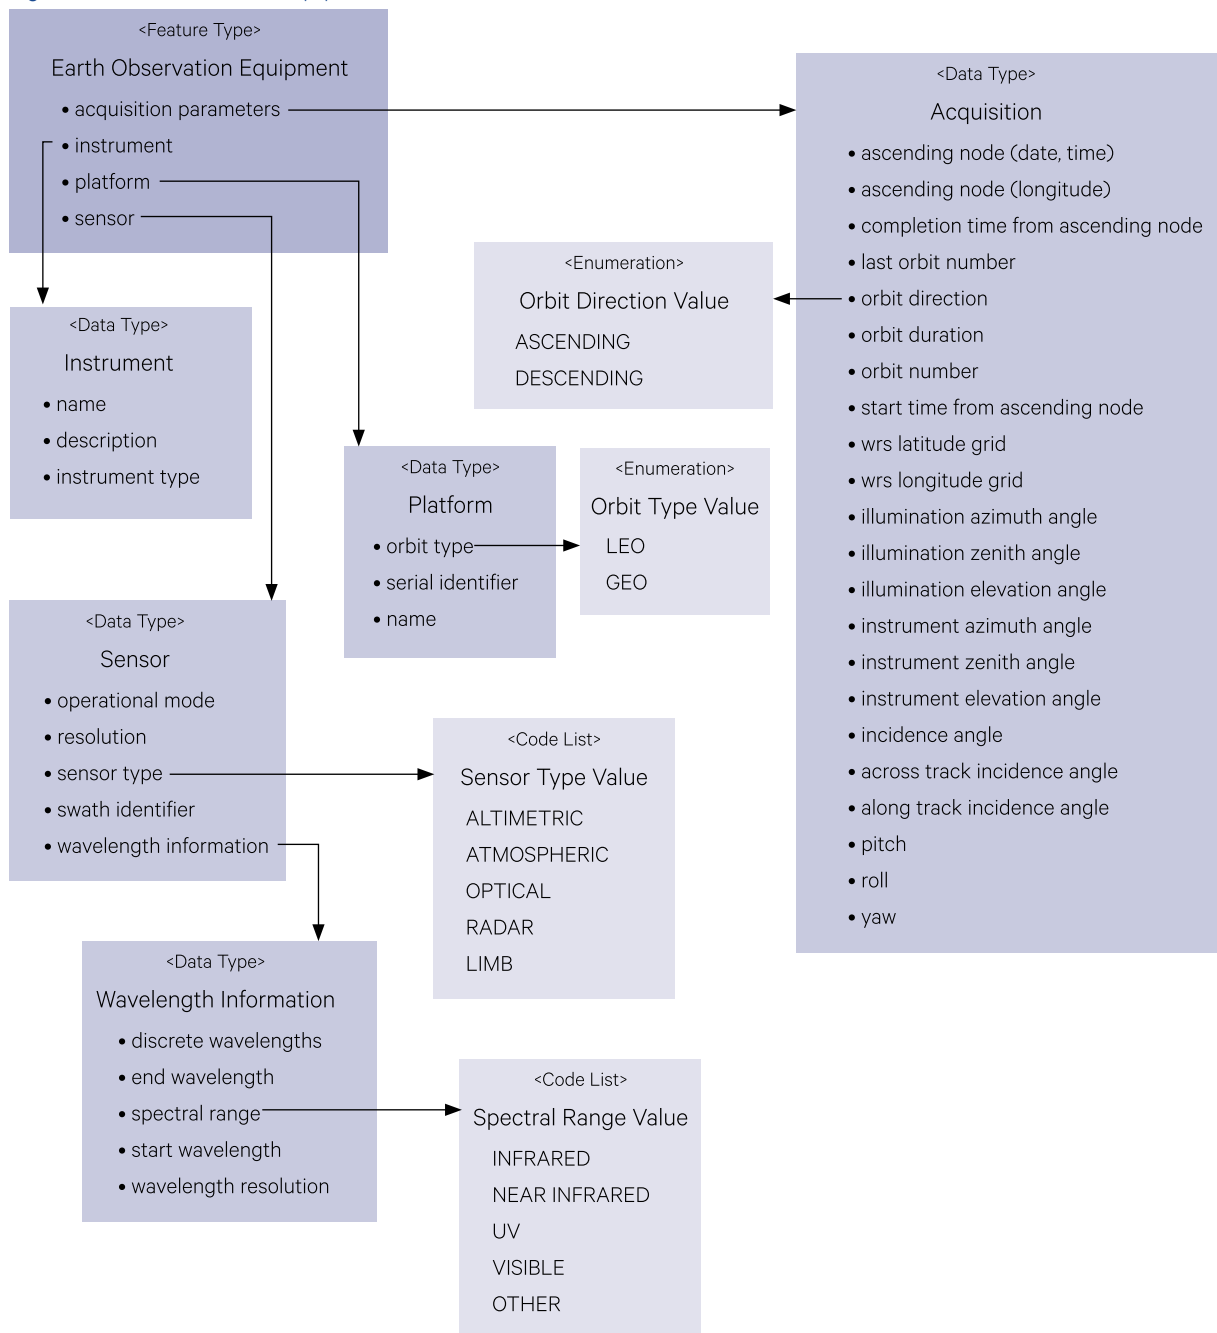 <Feature Type>
Earth Observation Equipment
• acquisition parameters
• instrument
• platform
• sensor
<Data Type>
Acquisition
• ascending node (date, time)
• ascending node (longitude)
• completion time from ascending node
• last orbit number
• orbit direction
• orbit duration
• orbit number
• start time from ascending node
• wrs latitude grid
• wrs longitude grid
• illumination azimuth angle
• illumination zenith angle
• illumination elevation angle
• instrument azimuth angle
• instrument zenith angle
• instrument elevation angle
• incidence angle
• across track incidence angle
• along track incidence angle
• pitch
• roll
• yaw
<Enumeration>
Orbit Direction Value
ASCENDING
DESCENDING
<Data Type>
Instrument
• name
• description
• instrument type
<Data Type>
Platform
• orbit type
• serial identifier
• name
<Enumeration>
Orbit Type Value
LEO
GEO
<Data Type>
Sensor
• operational mode
• resolution
• sensor type
• swath identifier
• wavelength information
<Code List>
Sensor Type Value
ALTIMETRIC
ATMOSPHERIC
OPTICAL
RADAR
LIMB
<Data Type>
Wavelength Information
• discrete wavelengths
• end wavelength
• spectral range
• start wavelength
• wavelength resolution
<Code List>
Spectral Range Value
INFRARED
NEAR INFRARED
UV
VISIBLE
OTHER